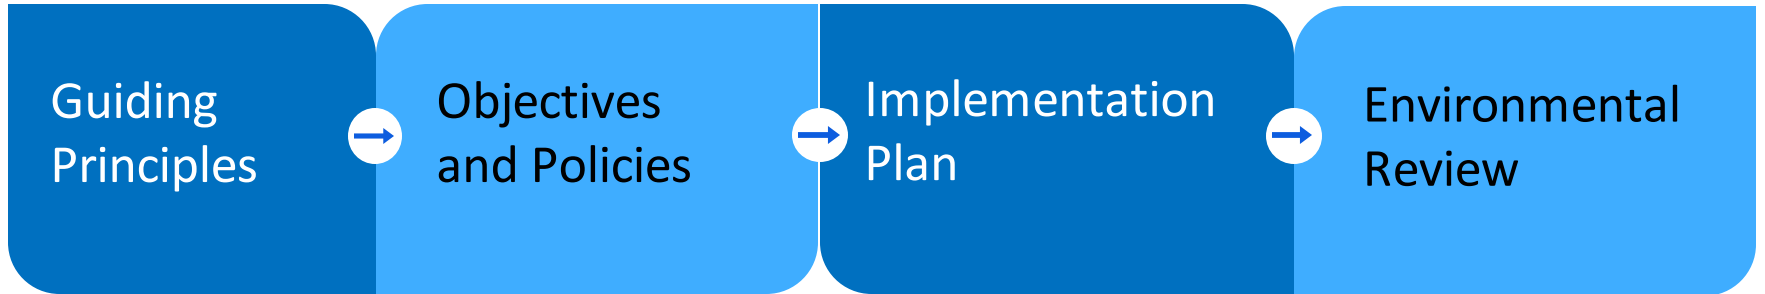 Guiding
Principles
Objectives
and Policies
Implementation
Plan
Environmental
Review